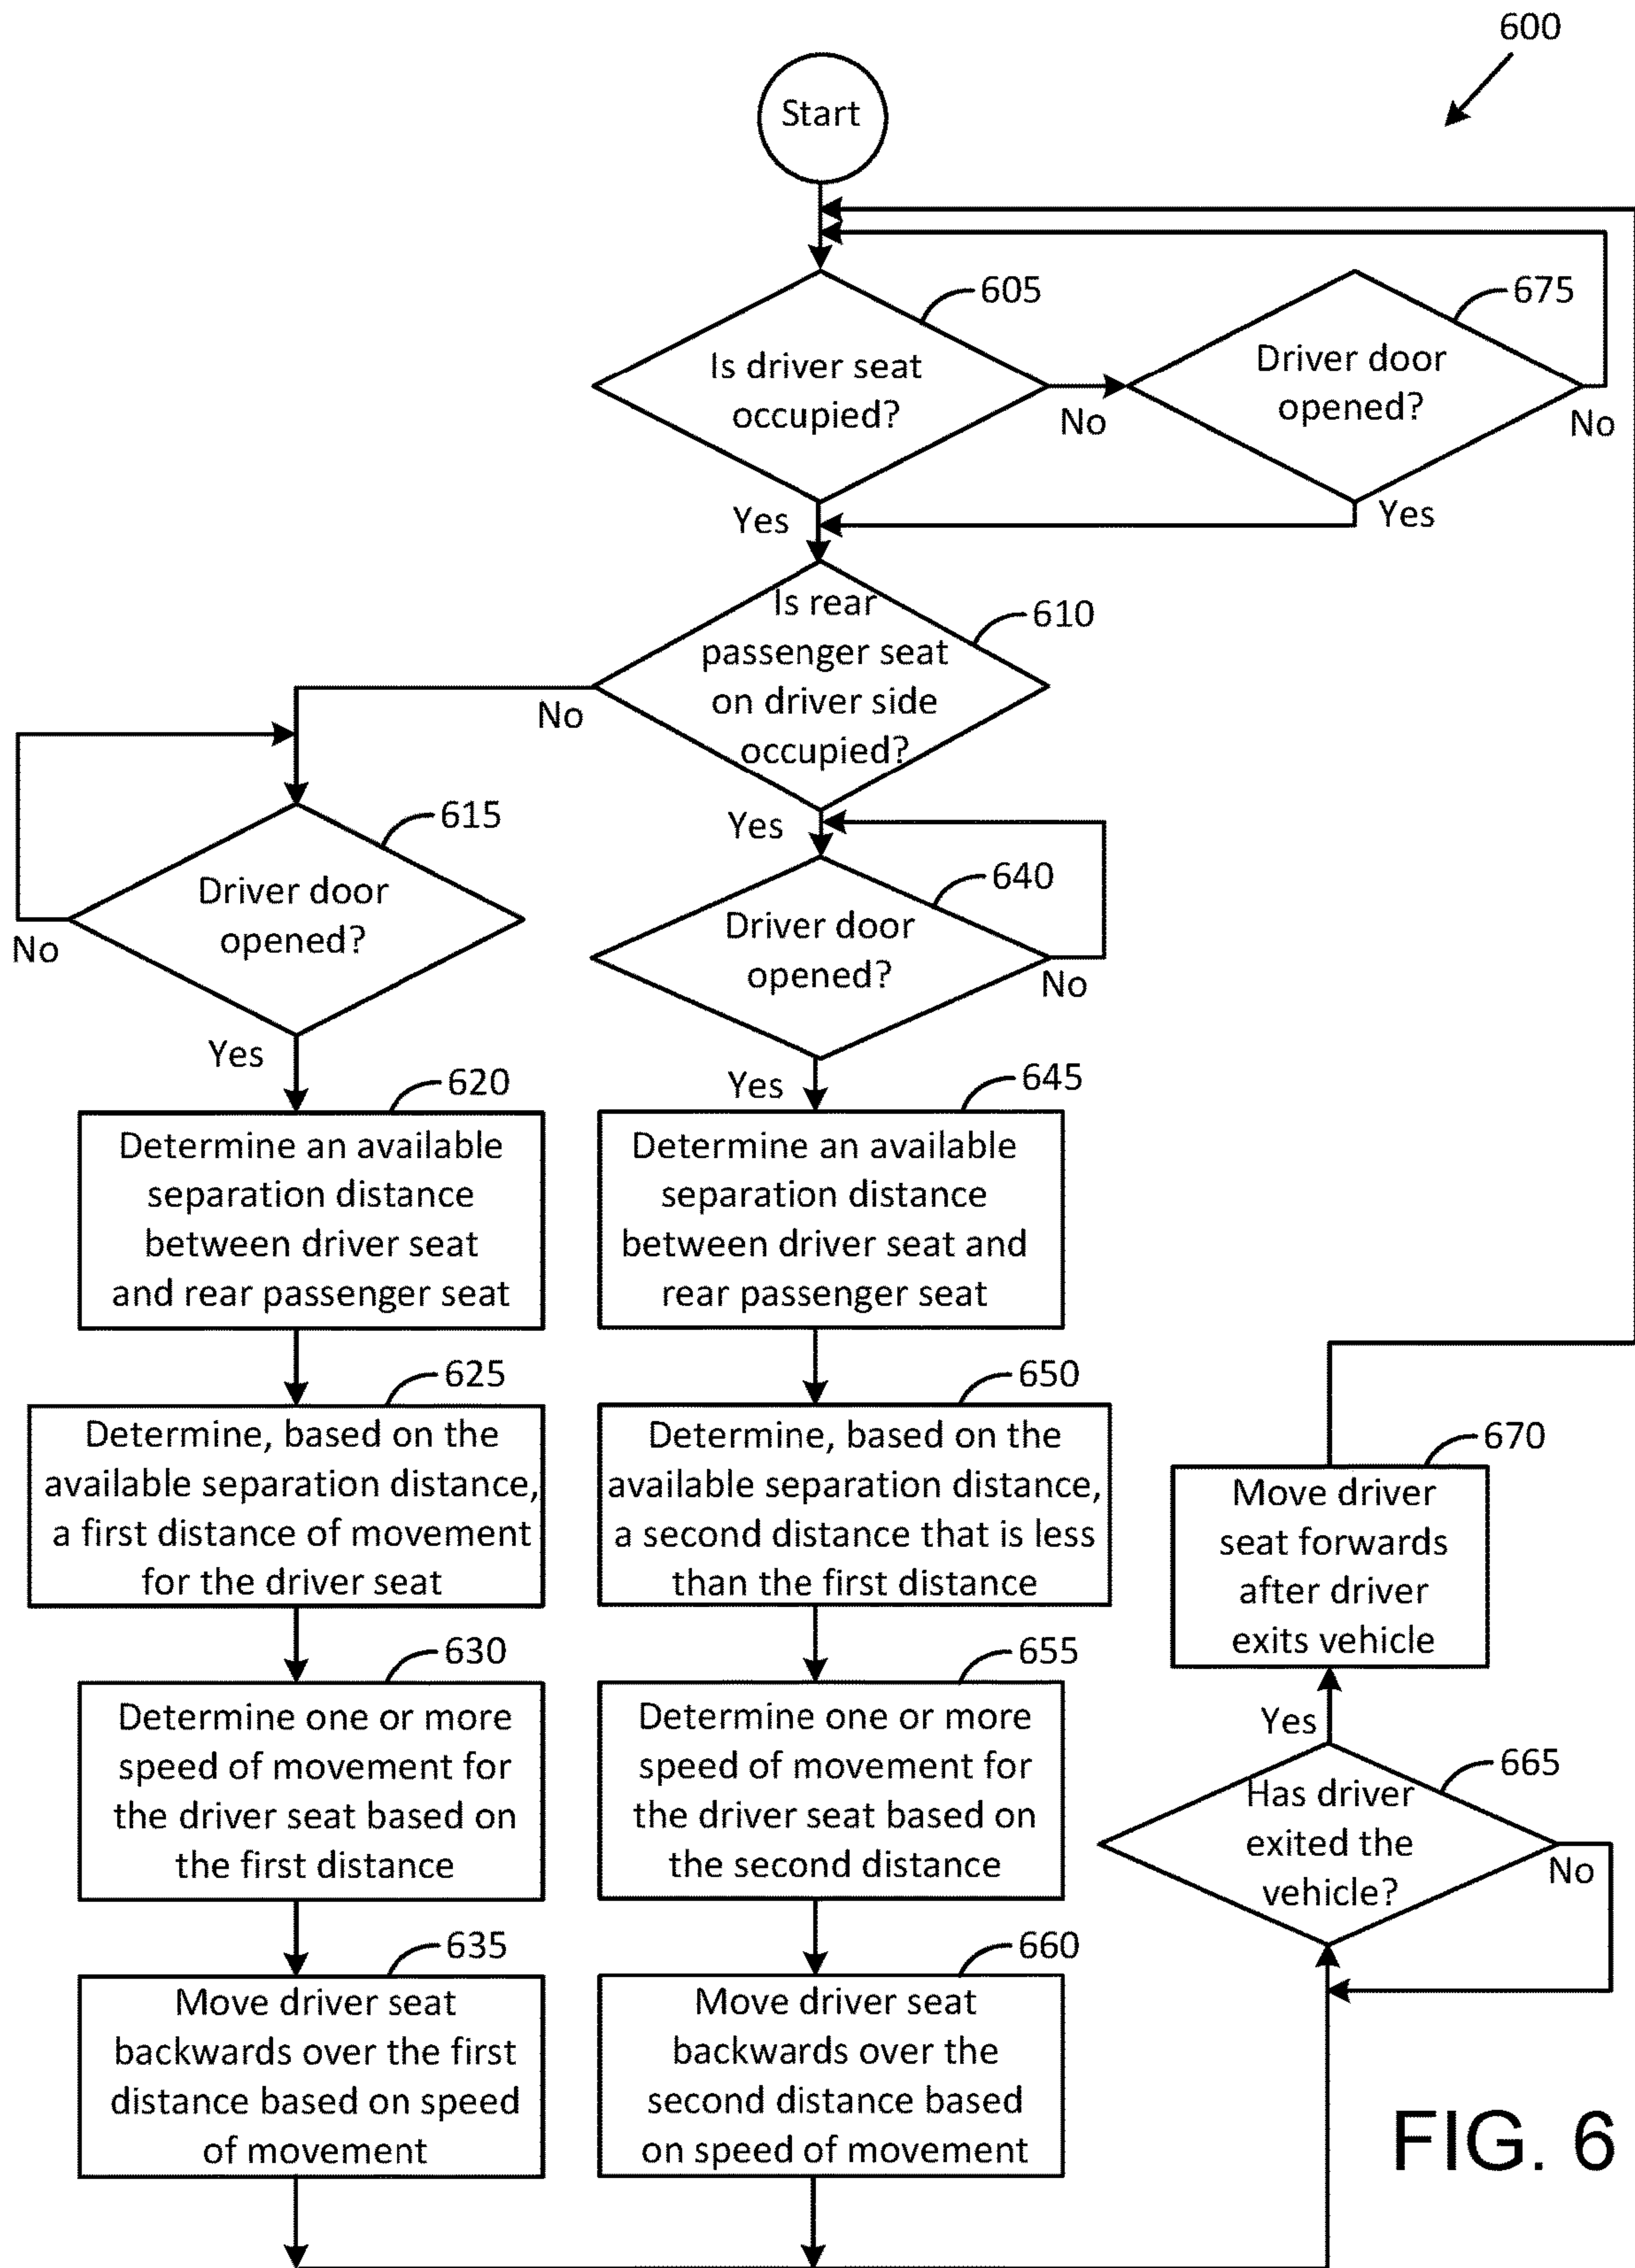 600
Start
605
Is driver seat
occupied?
No
Yes
675
Driver door
opened?
No
Yes
610
Is rear
passenger seat
on driver side
occupied?
No
Yes
615
Driver door
opened?
No
Yes
640
Driver door
opened?
No
Yes
620
Determine an available
separation distance
between driver seat
and rear passenger seat
645
Determine an available
separation distance
between driver seat and
rear passenger seat
625
Determine, based on the
available separation distance,
a first distance of movement
for the driver seat
650
Determine, based on the
available separation distance,
a second distance that is less
than the first distance
630
Determine one or more
speed of movement for
the driver seat based on
the first distance
655
Determine one or more
speed of movement for
the driver seat based on
the second distance
635
Move driver seat
backwards over the first
distance based on speed
of movement
660
Move driver seat
backwards over the
second distance based
on speed of movement
670
Move driver
seat forwards
after driver
exits vehicle
Yes
665
Has driver
exited the
vehicle?
No
FIG. 6